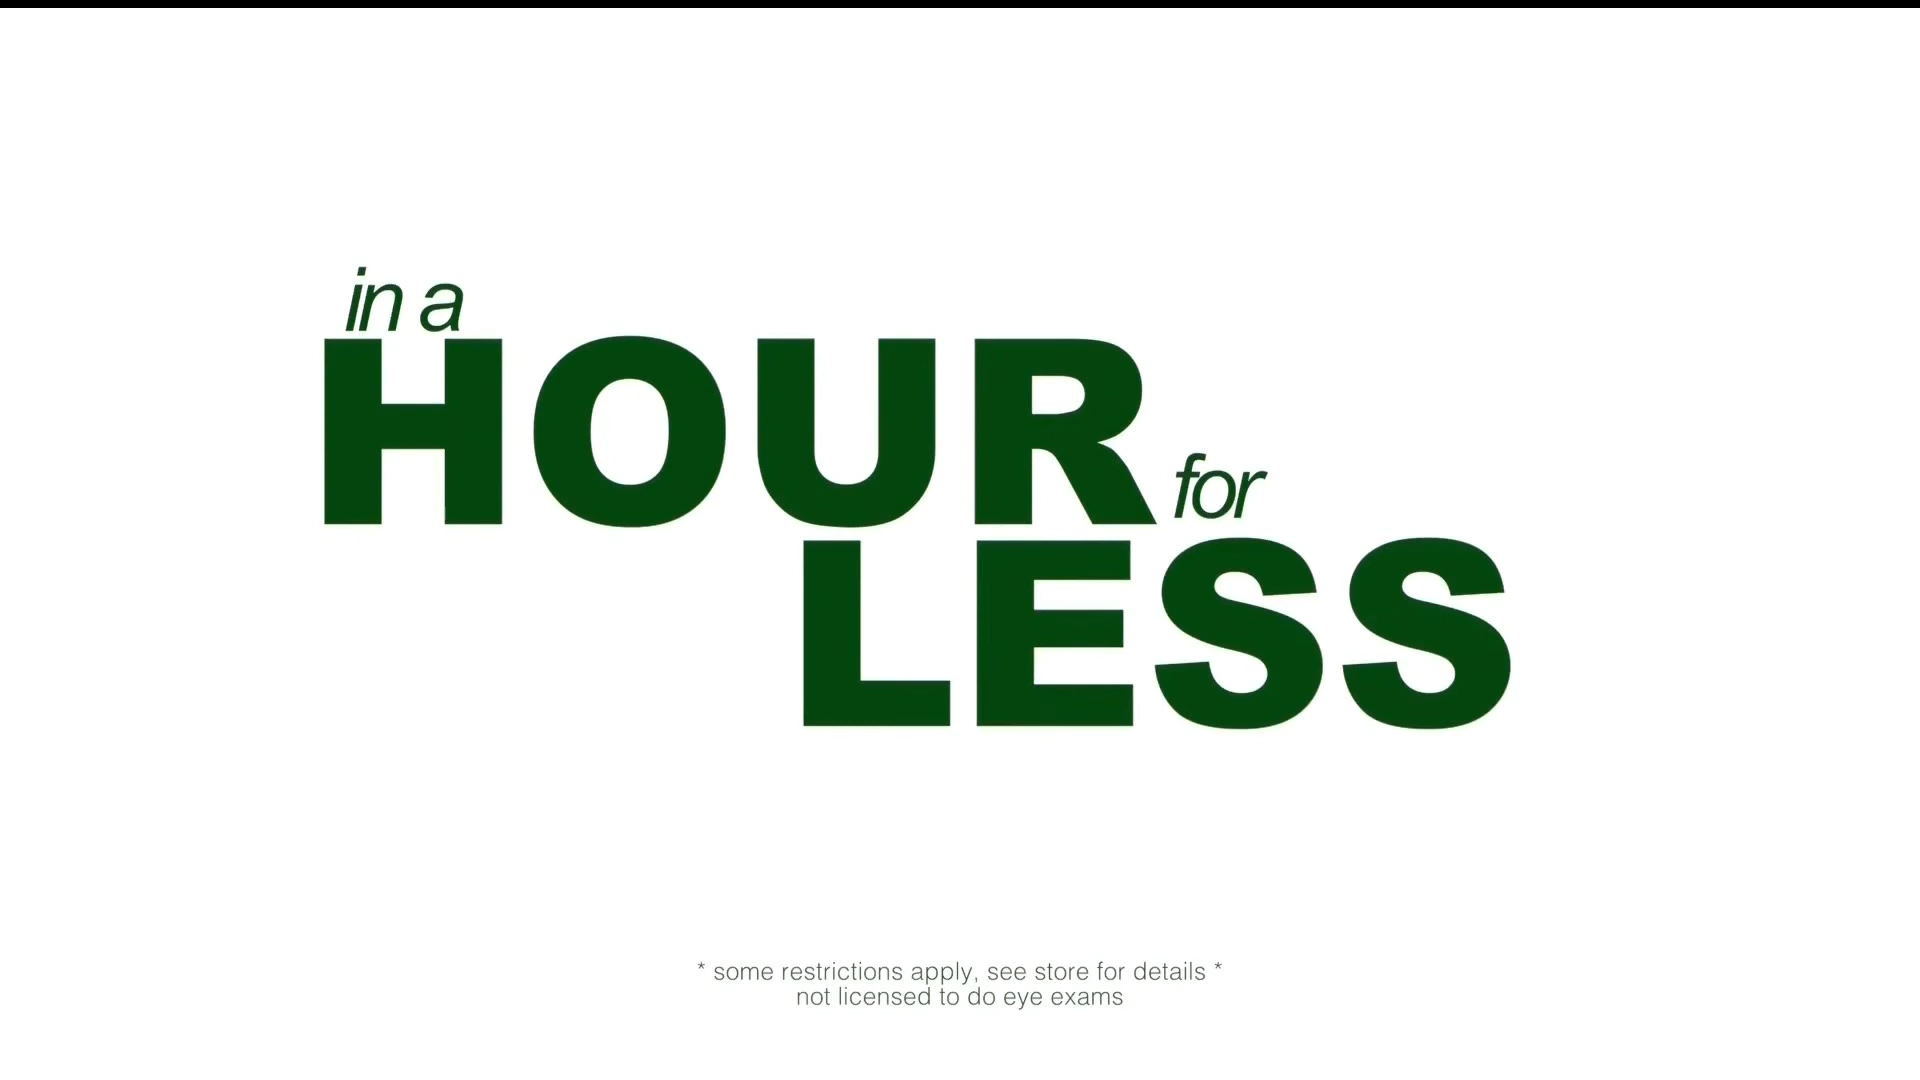 in a
HOUR for
LESS
* some restrictions apply, see store for details *
not licensed to do eye exams